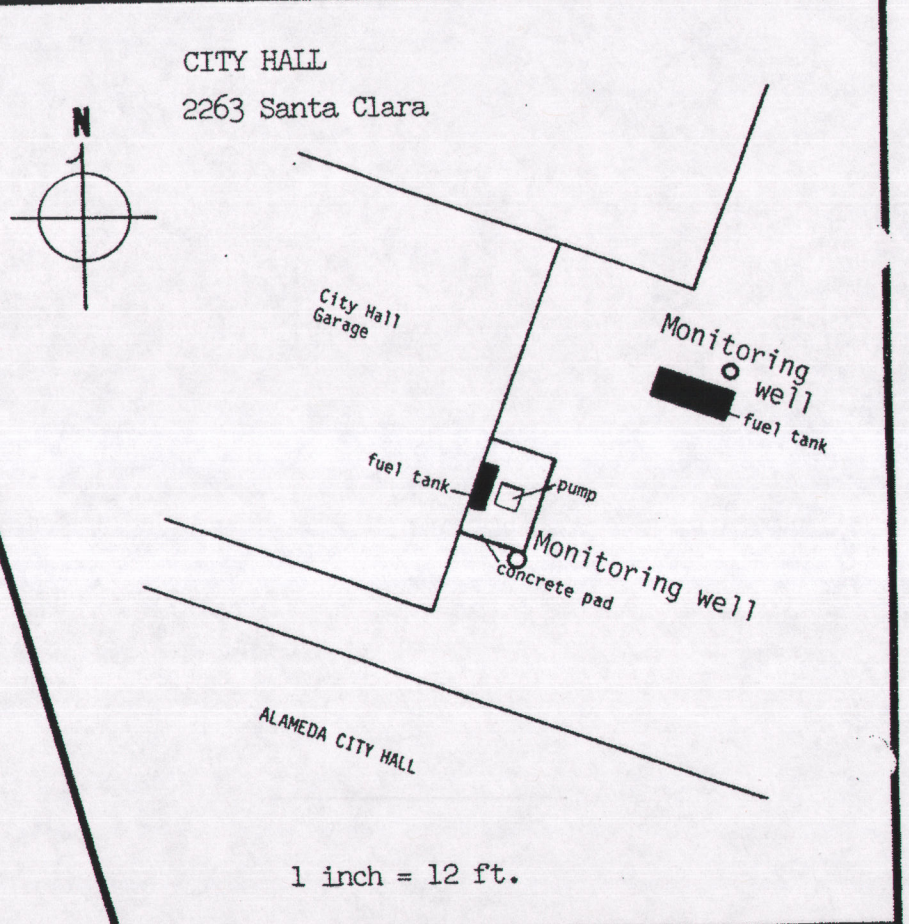 CITY HALL
2263 Santa Clara
N
City Hall
Garage
Monitoring
well
fuel tank
fuel tank
pump
Monitoring well
concrete pad
ALAMEDA CITY HALL
1 inch = 12 ft.